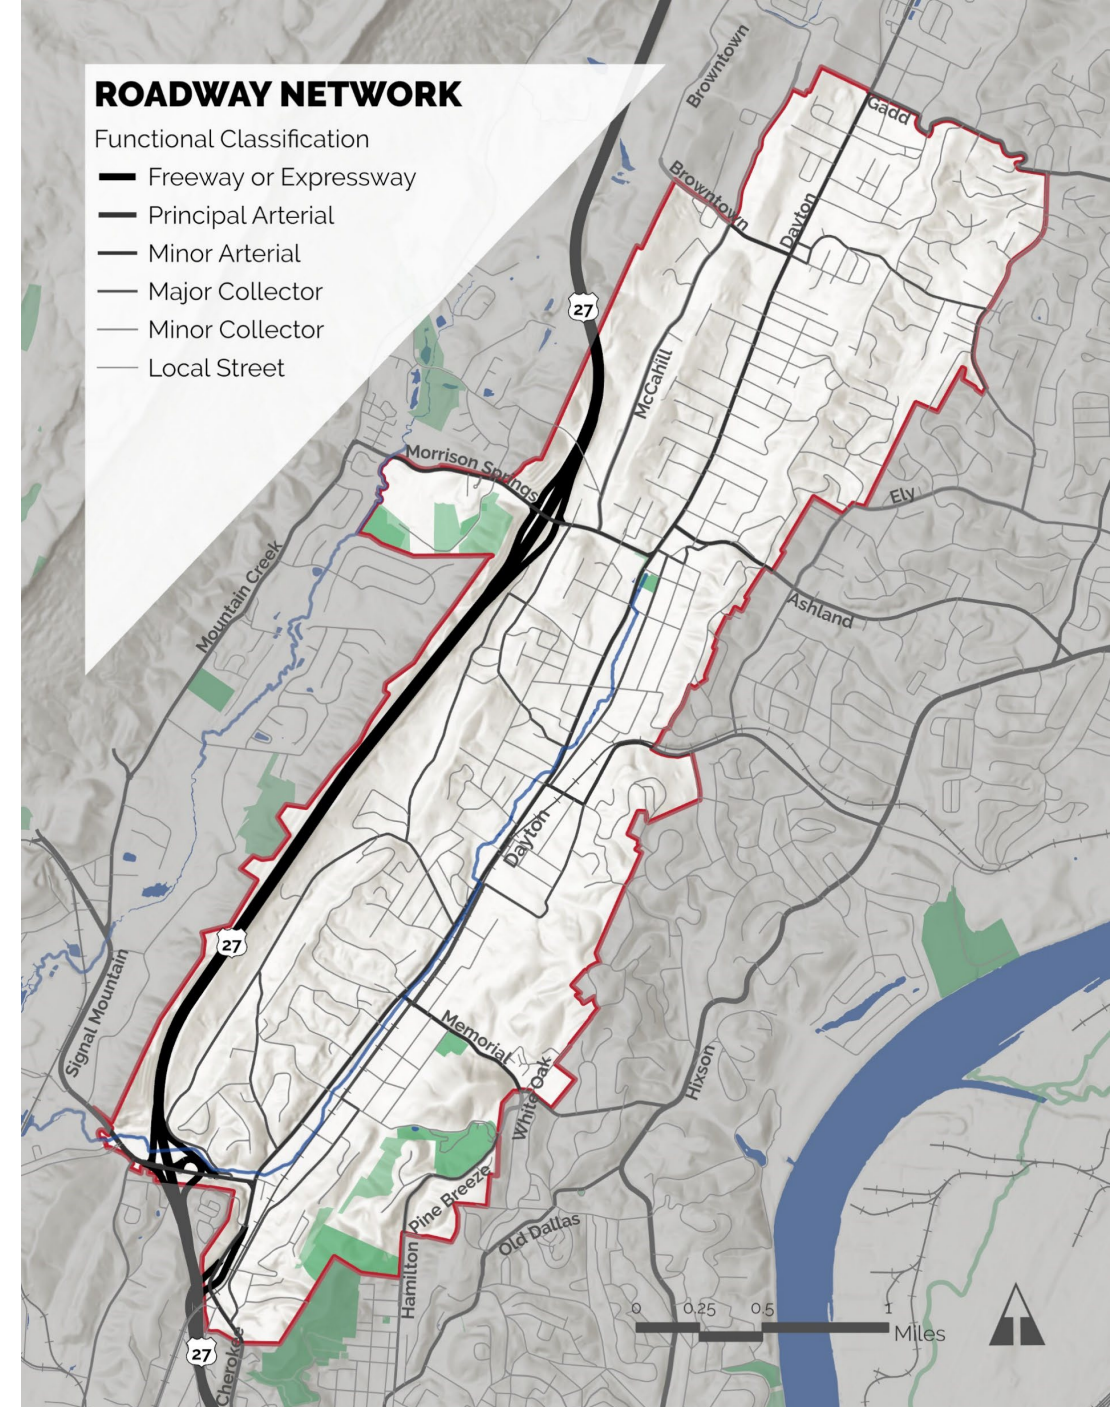 ROADWAY NETWORK
Functional Classification
Freeway or Expressway
Principal Arterial
Minor Arterial
Major Collector
Minor Collector
Local Street
Browntown
Gadd
Browntown
Dayton
27
McCahill
Morrison Springs
Ely
Mountain Creek
Ashland
Dayton
27
Signal Mountain
Memorial
White Oak
Hixson
Pine Breeze
Old Dallas
Hamilton
0 0.25 0.5 1
Miles
27
Cherokee